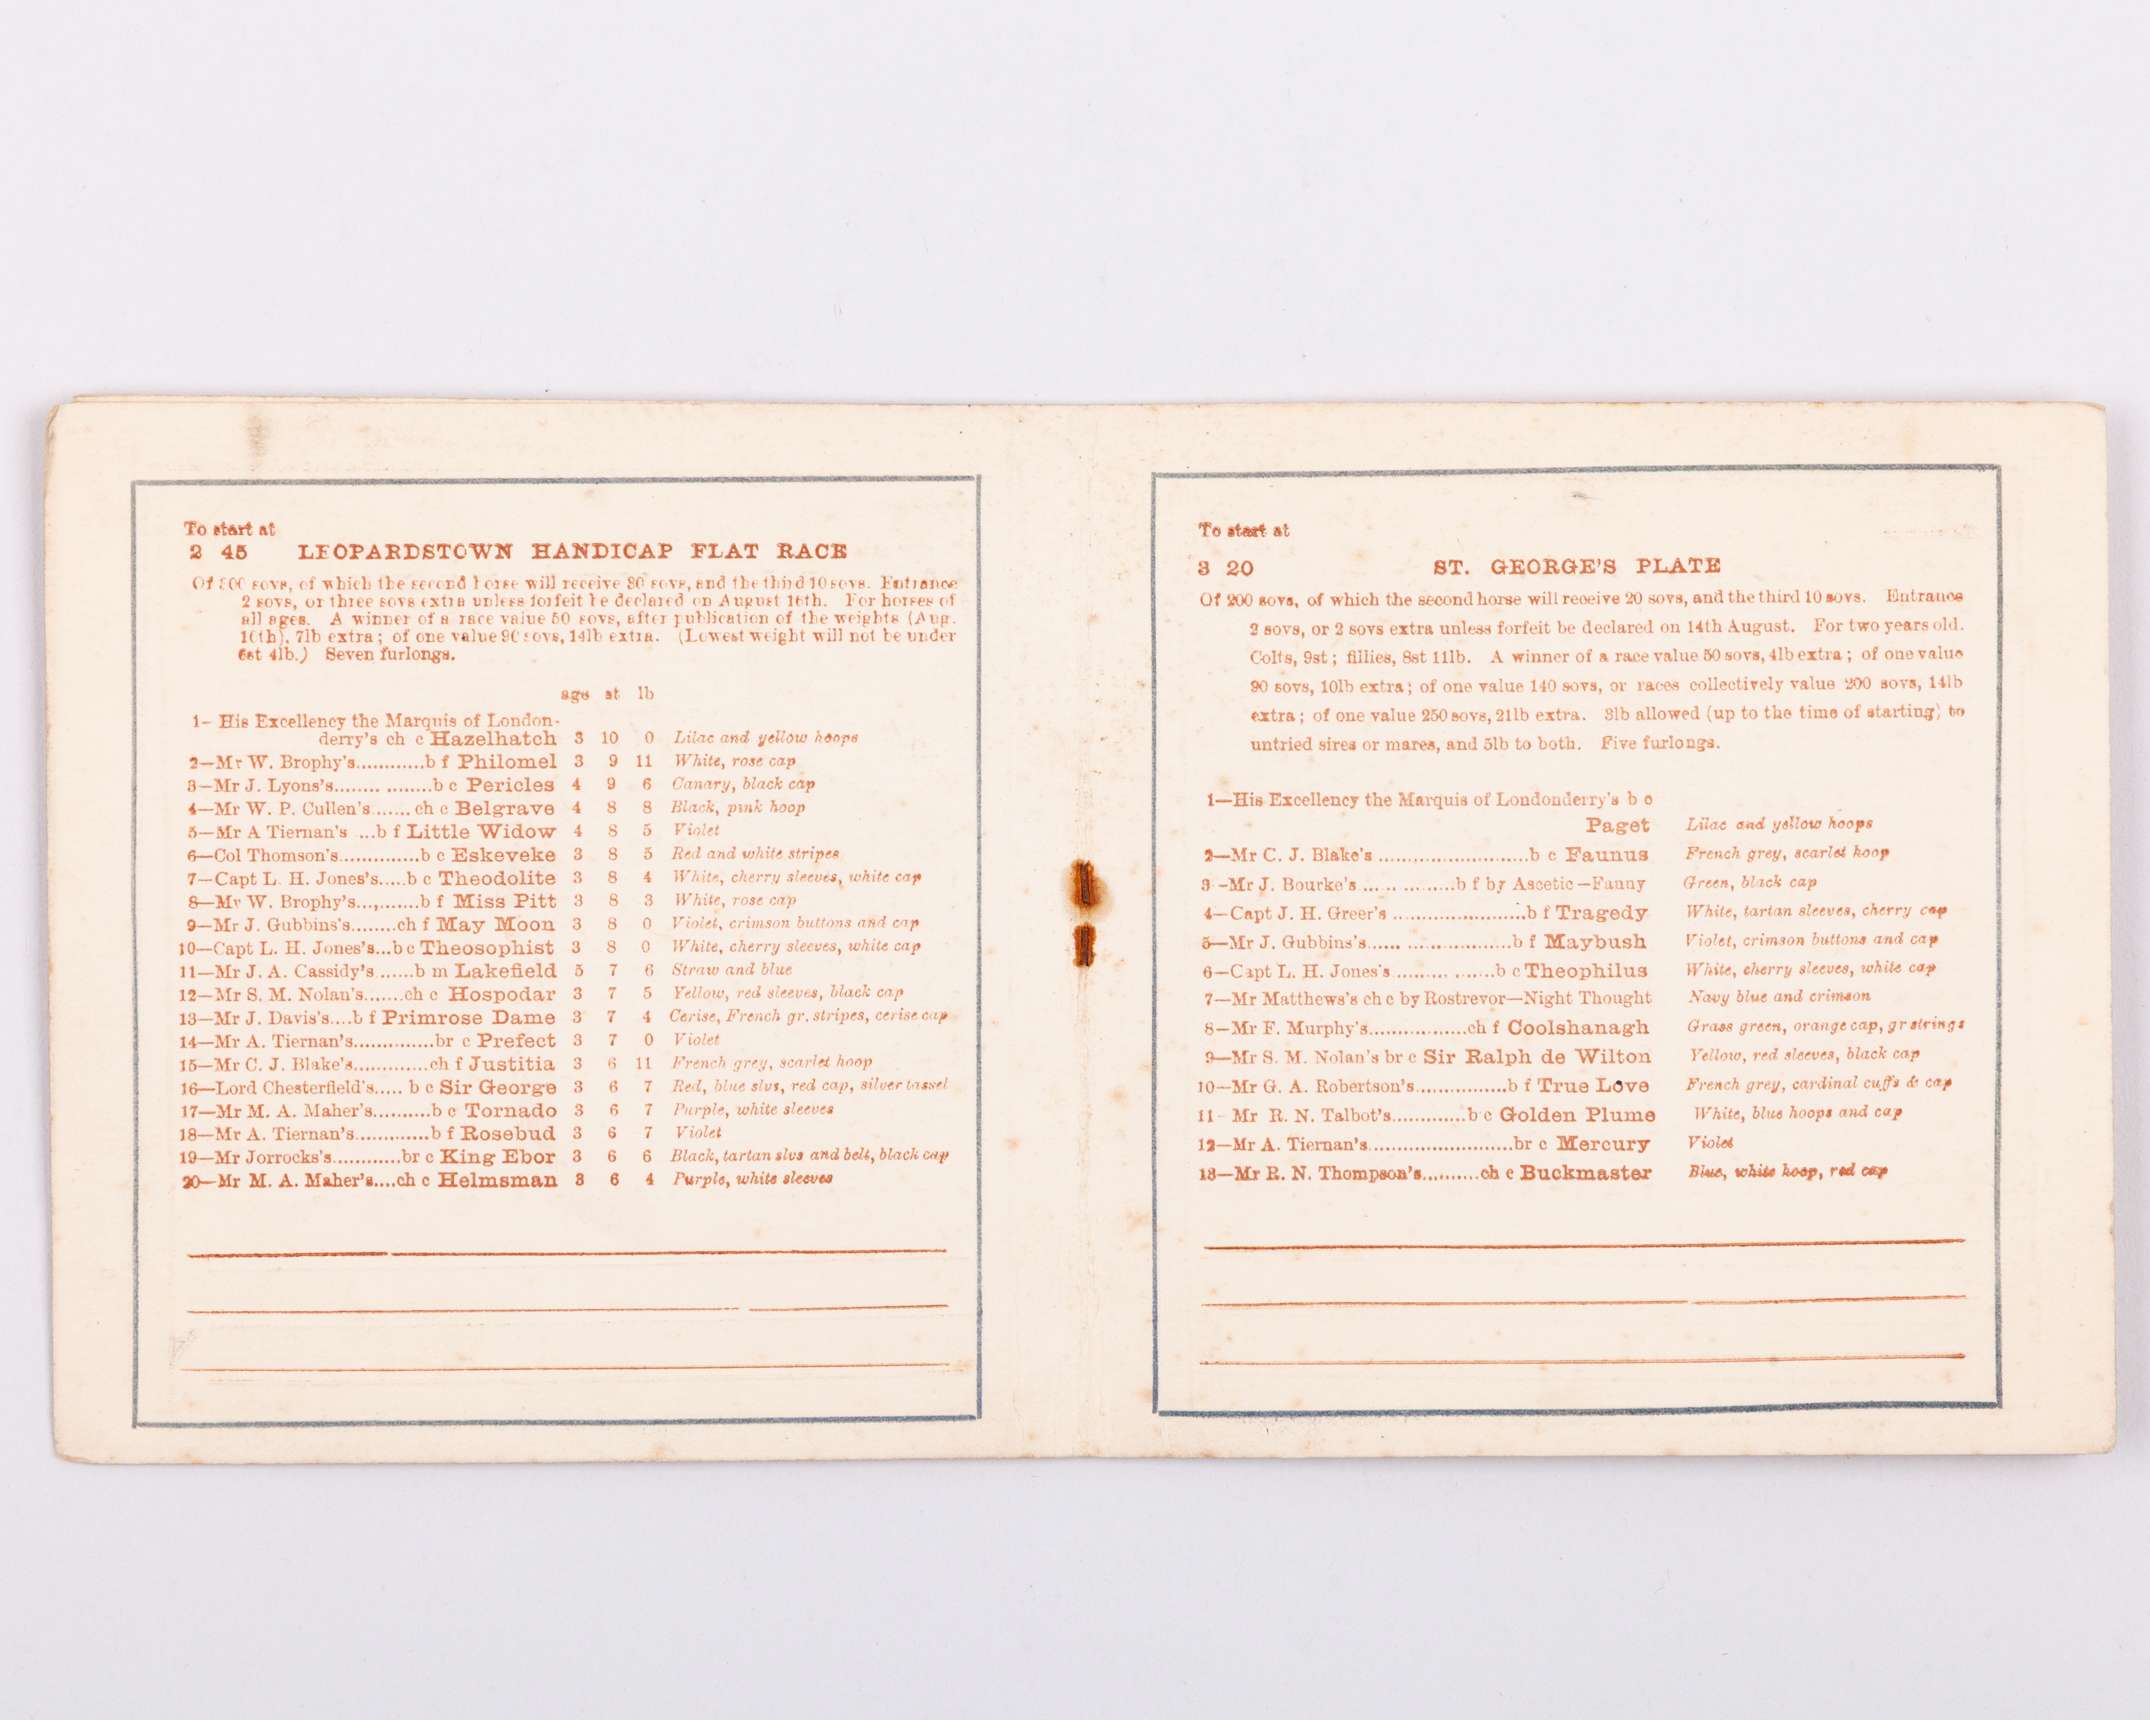 To start at
2 45 LEOPARDSTOWN HANDICAP FLAT RACE
Of 300 sovs, of which the second horse will receive 30 sovs, and the third 10 sovs. Entrance
2 sovs, or three sovs extra unless forfeit be declared on August 16th. For horses of
all ages. A winner of a race value 50 sovs, after publication of the weights (Aug.
10th), 7lb extra; of one value 90 sovs, 14lb extra. (Lowest weight will not be under
6st 4lb.) Seven furlongs.
age st lb
1—His Excellency the Marquis of London-
derry's ch c Hazelhatch 3 10 0 Lilac and yellow hoops
2—Mr W. Brophy's............b f Philomel 3 9 11 White, rose cap
3—Mr J. Lyons's........ ........b c Pericles 4 9 6 Canary, black cap
4—Mr W. P. Cullen's.......ch c Belgrave 4 8 8 Black, pink hoop
5—Mr A Tiernan's ...b f Little Widow 4 8 5 Violet
6—Col Thomson's..............b c Eskeveke 3 8 5 Red and white stripes
7—Capt L. H. Jones's.....b c Theodolite 3 8 4 White, cherry sleeves, white cap
8—Mr W. Brophy's...,.......b f Miss Pitt 3 8 3 White, rose cap
9—Mr J. Gubbins's........ch f May Moon 3 8 0 Violet, crimson buttons and cap
10—Capt L. H. Jones's...b c Theosophist 3 8 0 White, cherry sleeves, white cap
11—Mr J. A. Cassidy's.......b m Lakefield 5 7 6 Straw and blue
12—Mr S. M. Nolan's.......ch c Hospodar 3 7 5 Yellow, red sleeves, black cap
13—Mr J. Davis's....b f Primrose Dame 3 7 4 Cerise, French gr. stripes, cerise cap
14—Mr A. Tiernan's..............br c Prefect 3 7 0 Violet
15—Mr C. J. Blake's.............ch f Justitia 3 6 11 French grey, scarlet hoop
16—Lord Chesterfield's..... b c Sir George 3 6 7 Red, blue slvs, red cap, silver tassel
17—Mr M. A. Maher's..........b c Tornado 3 6 7 Purple, white sleeves
18—Mr A. Tiernan's.............b f Rosebud 3 6 7 Violet
19—Mr Jorrocks's............br c King Ebor 3 6 6 Black, tartan slvs and belt, black cap
20—Mr M. A. Maher's....ch c Helmsman 3 6 4 Purple, white sleeves
To start at
3 20 ST. GEORGE'S PLATE
Of 200 sovs, of which the second horse will receive 20 sovs, and the third 10 sovs. Entrance
2 sovs, or 2 sovs extra unless forfeit be declared on 14th August. For two years old.
Colts, 9st; fillies, 8st 11lb. A winner of a race value 50 sovs, 4lb extra; of one value
90 sovs, 10lb extra; of one value 140 sovs, or races collectively value 200 sovs, 14lb
extra; of one value 250 sovs, 21lb extra. 3lb allowed (up to the time of starting) to
untried sires or mares, and 5lb to both. Five furlongs.
1—His Excellency the Marquis of Londonderry's b c
Paget Lilac and yellow hoops
2—Mr C. J. Blake's ..........................b c Faunus French grey, scarlet hoop
3-Mr J. Bourke's ... .. ..........b f by Ascetic—Fanny Green, black cap
4—Capt J. H. Greer's .......................b f Tragedy White, tartan sleeves, cherry cap
5—Mr J. Gubbins's...... ...................b f Maybush Violet, crimson buttons and cap
6—Capt L. H. Jones's ......... .......b c Theophilus White, cherry sleeves, white cap
7—Mr Matthews's ch c by Rostrevor—Night Thought Navy blue and crimson
8—Mr F. Murphy's.................ch f Coolshanagh Grass green, orange cap, gr strings
9—Mr S. M. Nolan's br c Sir Ralph de Wilton Yellow, red sleeves, black cap
10—Mr G. A. Robertson's................b f True Love French grey, cardinal cuffs & cap
11- Mr R. N. Talbot's.............b c Golden Plume White, blue hoops and cap
12—Mr A. Tiernan's.........................br c Mercury Violet
13—Mr R. N. Thompson's..........ch c Buckmaster Blue, white hoop, red cap